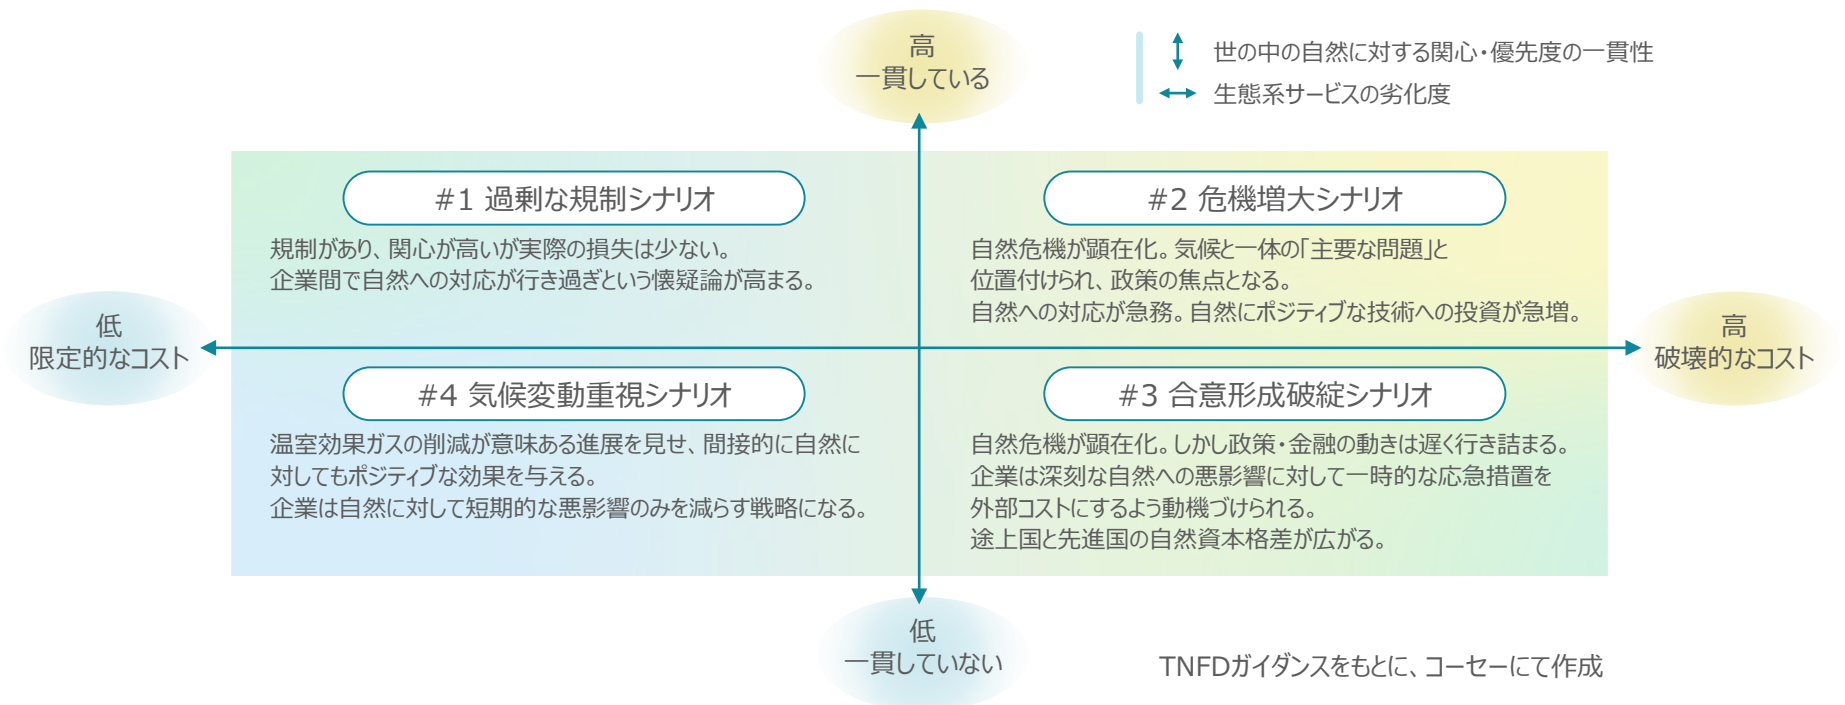 高
一貫している
世の中の自然に対する関心・優先度の一貫性
生態系サービスの劣化度
#1 過剰な規制シナリオ
規制があり、関心が高いが実際の損失は少ない。
企業間で自然への対応が行き過ぎという懐疑論が高まる。
#2 危機増大シナリオ
自然危機が顕在化。気候と一体の「主要な問題」と
位置付けられ、政策の焦点となる。
自然への対応が急務。自然にポジティブな技術への投資が急増。
低
限定的なコスト
高
破壊的なコスト
#4 気候変動重視シナリオ
温室効果ガスの削減が意味ある進展を見せ、間接的に自然に
対してもポジティブな効果を与える。
企業は自然に対して短期的な悪影響のみを減らす戦略になる。
#3 合意形成破綻シナリオ
自然危機が顕在化。しかし政策・金融の動きは遅く行き詰まる。
企業は深刻な自然への悪影響に対して一時的な応急措置を
外部コストにするよう動機づけられる。
途上国と先進国の自然資本格差が広がる。
低
一貫していない
TNFDガイダンスをもとに、コーセーにて作成